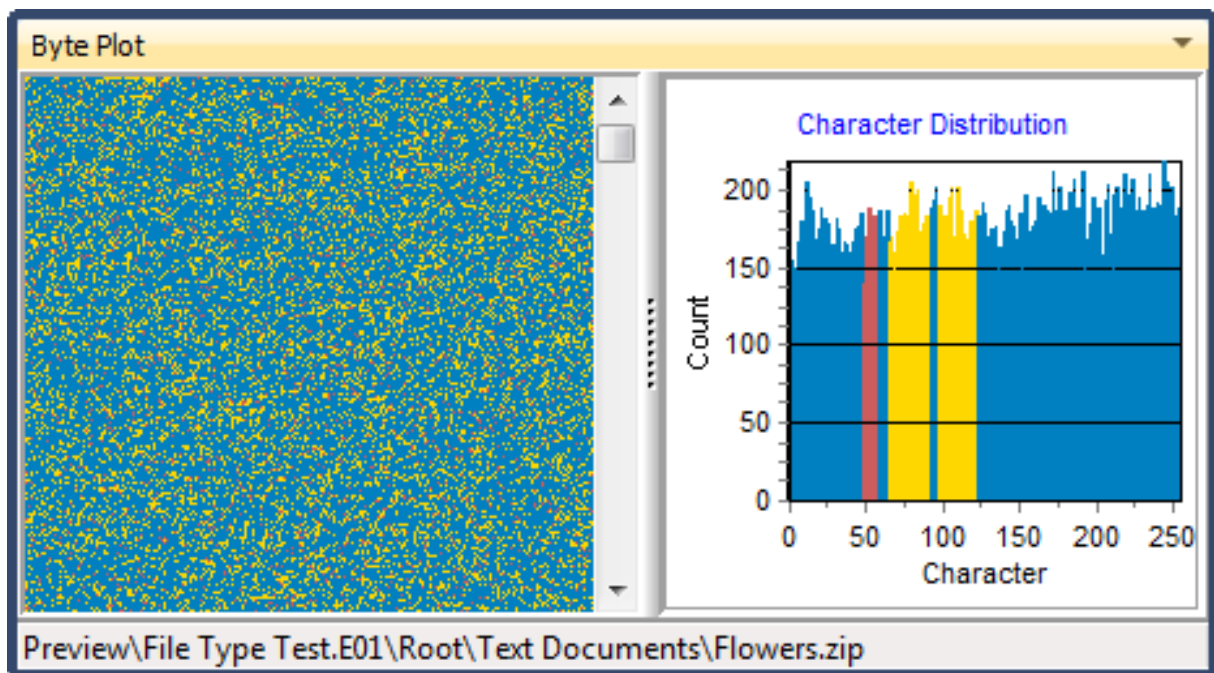 Byte Plot
Character Distribution
200
150
100
50
0
Count
0 50 100 150 200 250
Character
Preview\File Type Test.E01\Root\Text Documents\Flowers.zip